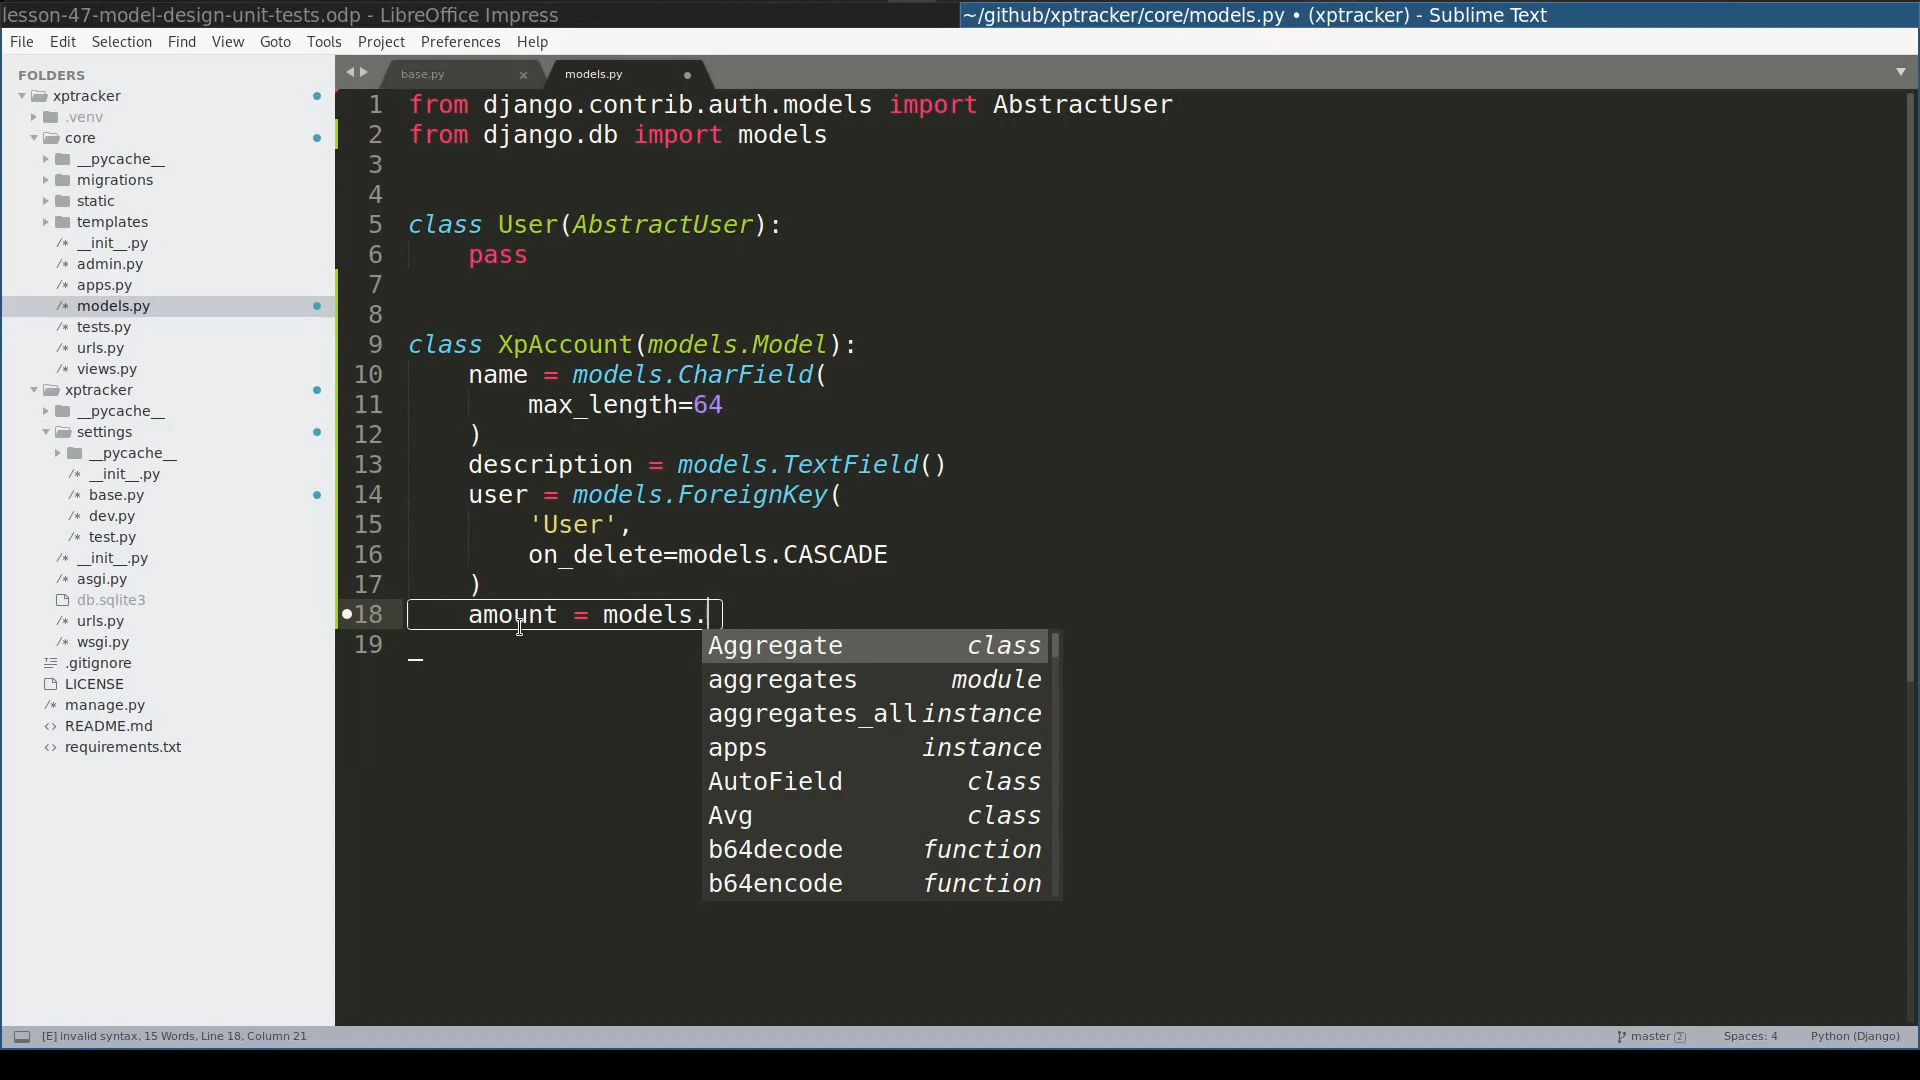 lesson-47-model-design-unit-tests.odp - LibreOffice Impress
~/github/xptracker/core/models.py • (xptracker) - Sublime Text
File Edit Selection Find View Goto Tools Project Preferences Help
FOLDERS
xptracker
.venv
core
__pycache__
migrations
static
templates
__init__.py
admin.py
apps.py
models.py
tests.py
urls.py
views.py
xptracker
__pycache__
settings
__pycache__
__init__.py
base.py
dev.py
test.py
__init__.py
asgi.py
db.sqlite3
urls.py
wsgi.py
.gitignore
LICENSE
manage.py
README.md
requirements.txt
base.py × models.py
1 from django.contrib.auth.models import AbstractUser
2 from django.db import models
3
4
5 class User(AbstractUser):
6     pass
7
8
9 class XpAccount(models.Model):
10     name = models.CharField(
11         max_length=64
12     )
13     description = models.TextField()
14     user = models.ForeignKey(
15         'User',
16         on_delete=models.CASCADE
17     )
18     amount = models.
19
Aggregate class
aggregates module
aggregates_all instance
apps instance
AutoField class
Avg class
b64decode function
b64encode function
[E] invalid syntax, 15 Words, Line 18, Column 21
master 2 Spaces: 4 Python (Django)